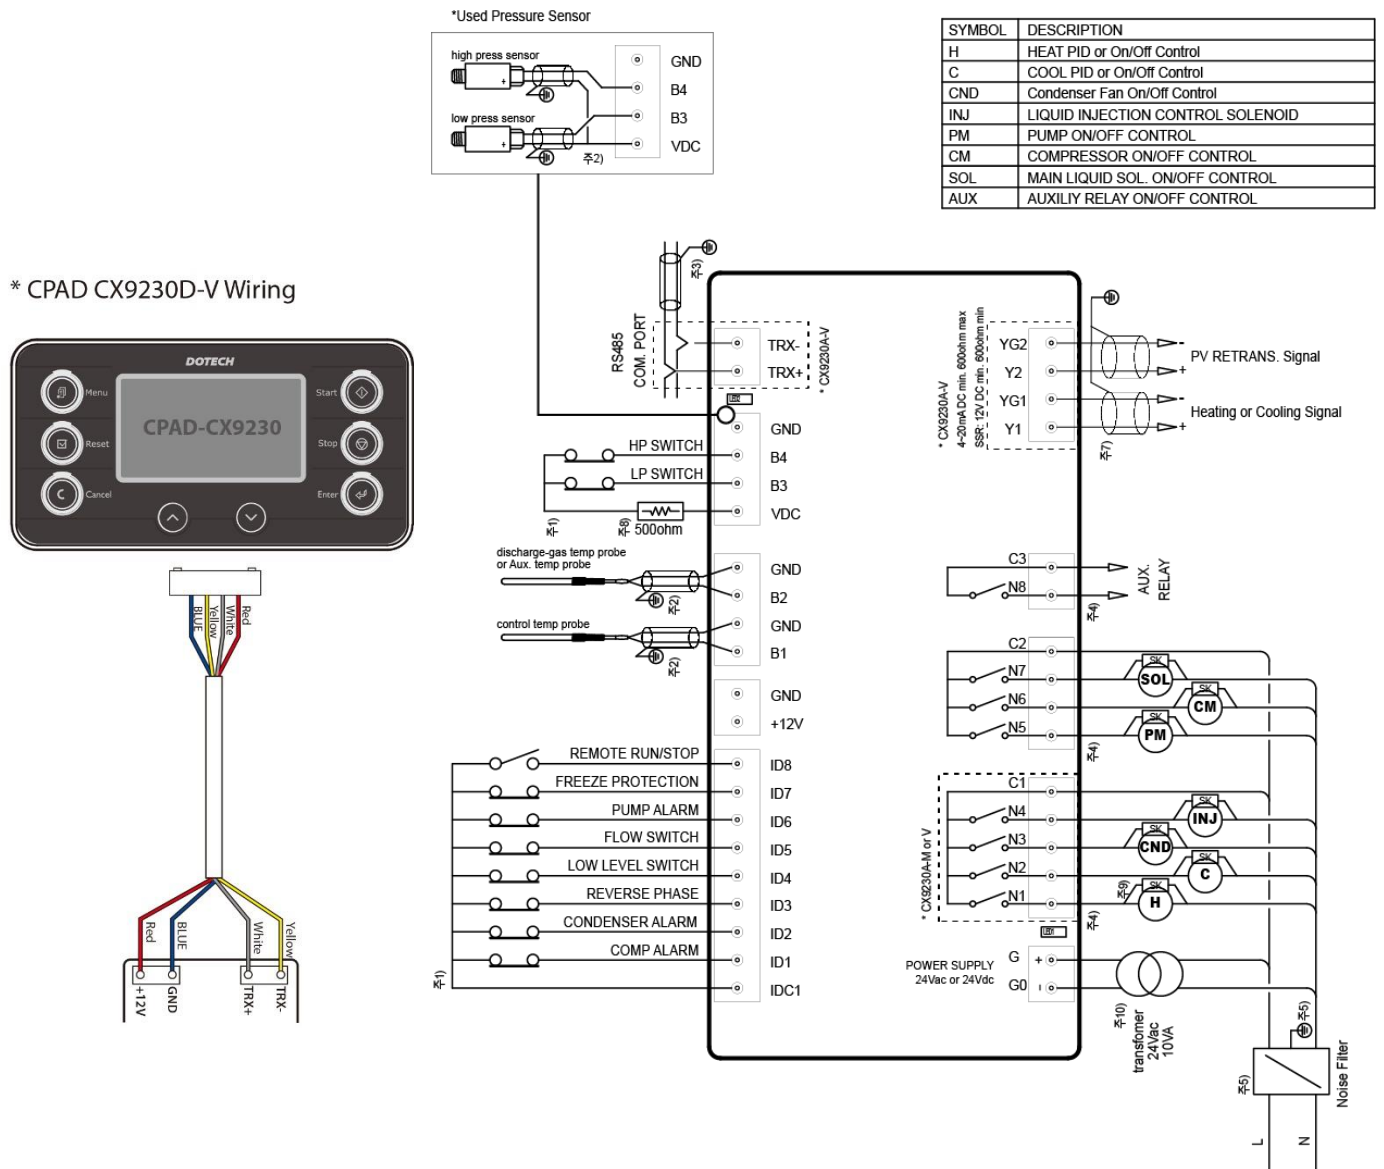 *Used Pressure Sensor
high press sensor
low press sensor
GND
B4
B3
VDC
주2)
SYMBOL DESCRIPTION
H HEAT PID or On/Off Control
C COOL PID or On/Off Control
CND Condenser Fan On/Off Control
INJ LIQUID INJECTION CONTROL SOLENOID
PM PUMP ON/OFF CONTROL
CM COMPRESSOR ON/OFF CONTROL
SOL MAIN LIQUID SOL. ON/OFF CONTROL
AUX AUXILIY RELAY ON/OFF CONTROL
* CPAD CX9230D-V Wiring
DOTECH
CPAD-CX9230
Menu
Reset
C Cancel
Start
Stop
Enter
BLUE
Yellow
White
Red
Red
BLUE
White
Yellow
+12V
GND
TRX+
TRX-
주3)
RS485
COM. PORT
TRX-
TRX+
* CX9230A-V
LED2
GND
HP SWITCH
B4
LP SWITCH
B3
VDC
주1)
주8)
500ohm
discharge-gas temp probe
or Aux. temp probe
GND
B2
주2)
control temp probe
GND
B1
주2)
GND
+12V
REMOTE RUN/STOP ID8
FREEZE PROTECTION ID7
PUMP ALARM ID6
FLOW SWITCH ID5
LOW LEVEL SWITCH ID4
REVERSE PHASE ID3
CONDENSER ALARM ID2
COMP ALARM ID1
IDC1
주1)
* CX9230A-V
4~20mA DC min. 600ohm max
SSR: 12V DC min. 600ohm min
YG2 -
Y2 +
PV RETRANS. Signal
YG1 -
Y1 +
Heating or Cooling Signal
주7)
C3
N8
AUX.
RELAY
주4)
C2
N7 SK SOL
N6 SK CM
N5 SK PM
주4)
* CX9230A-M or V
C1
N4 SK INJ
N3 SK CND
N2 SK C
N1 SK H
주9)
주4)
LED1
POWER SUPPLY
24Vac or 24Vdc
G +
G0 -
주10)
transfomer
24Vac
10VA
주5)
주5)
Noise Filter
L
N